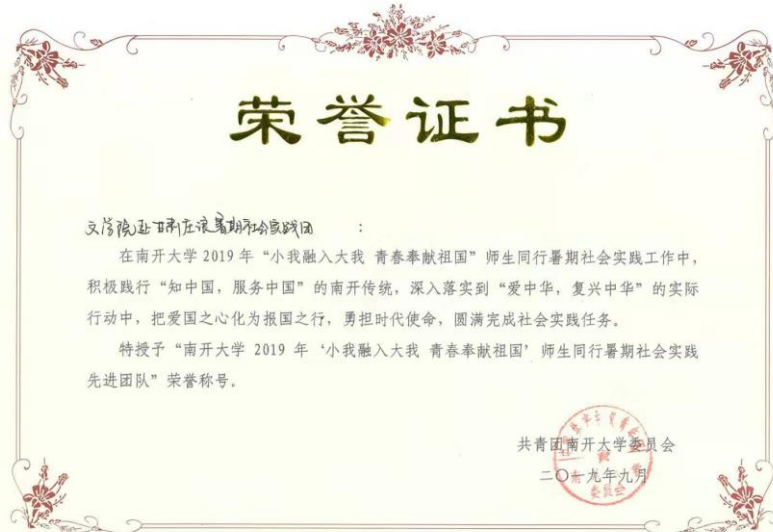 荣誉证书
文学院赴甘肃庄浪暑期社会实践团 ：
在南开大学 2019 年“小我融入大我 青春奉献祖国”师生同行暑期社会实践工作中，
积极践行“知中国，服务中国”的南开传统，深入落实到“爱中华，复兴中华”的实际
行动中，把爱国之心化为报国之行，勇担时代使命，圆满完成社会实践任务。
特授予“南开大学 2019 年‘小我融入大我 青春奉献祖国’师生同行暑期社会实践
先进团队”荣誉称号。
共青团南开大学委员会
二〇一九年九月
委员会